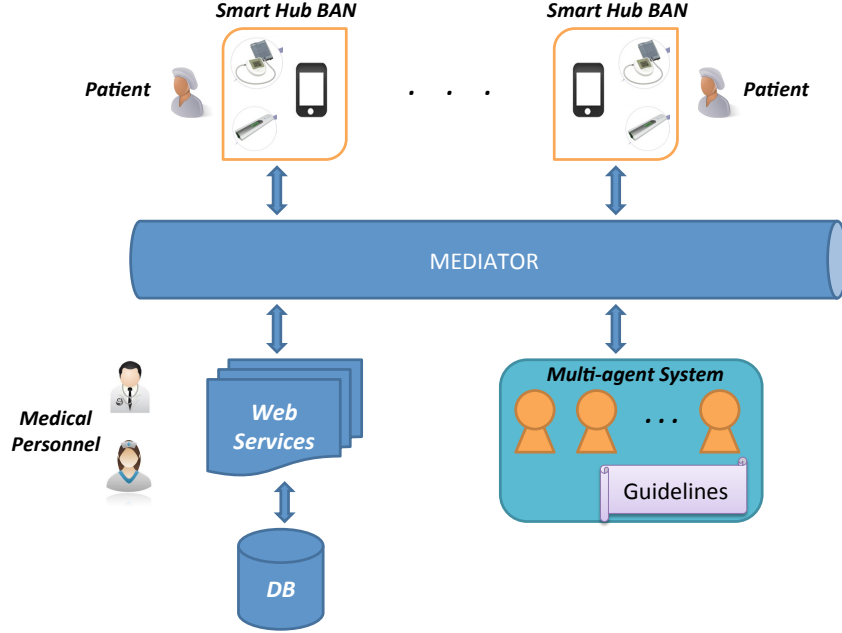 Smart Hub BAN
Smart Hub BAN
Patient
. . .
Patient
MEDIATOR
Multi-agent System
Medical
Personnel
Web
Services
. . .
Guidelines
DB